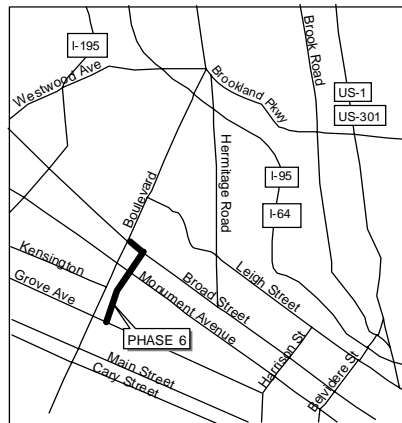 I-195
Westwood Ave
Brook Road
Brookland Pkwy
US-1
US-301
Hermitage Road
I-95
I-64
Boulevard
Kensington
Grove Ave
Monument Avenue
Broad Street
Leigh Street
PHASE 6
Main Street
Cary Street
Harrison St
Belvidere St